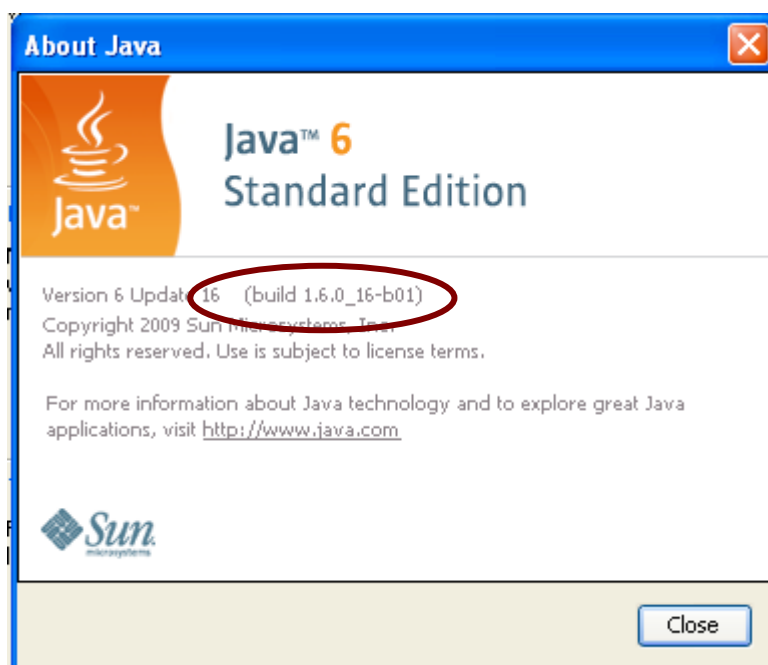 About Java
Java™ 6
Standard Edition
Java™
Version 6 Update 16 (build 1.6.0_16-b01)
Copyright 2009 Sun Microsystems, Inc.
All rights reserved. Use is subject to license terms.
For more information about Java technology and to explore great Java
applications, visit http://www.java.com
Sun
microsystems
Close